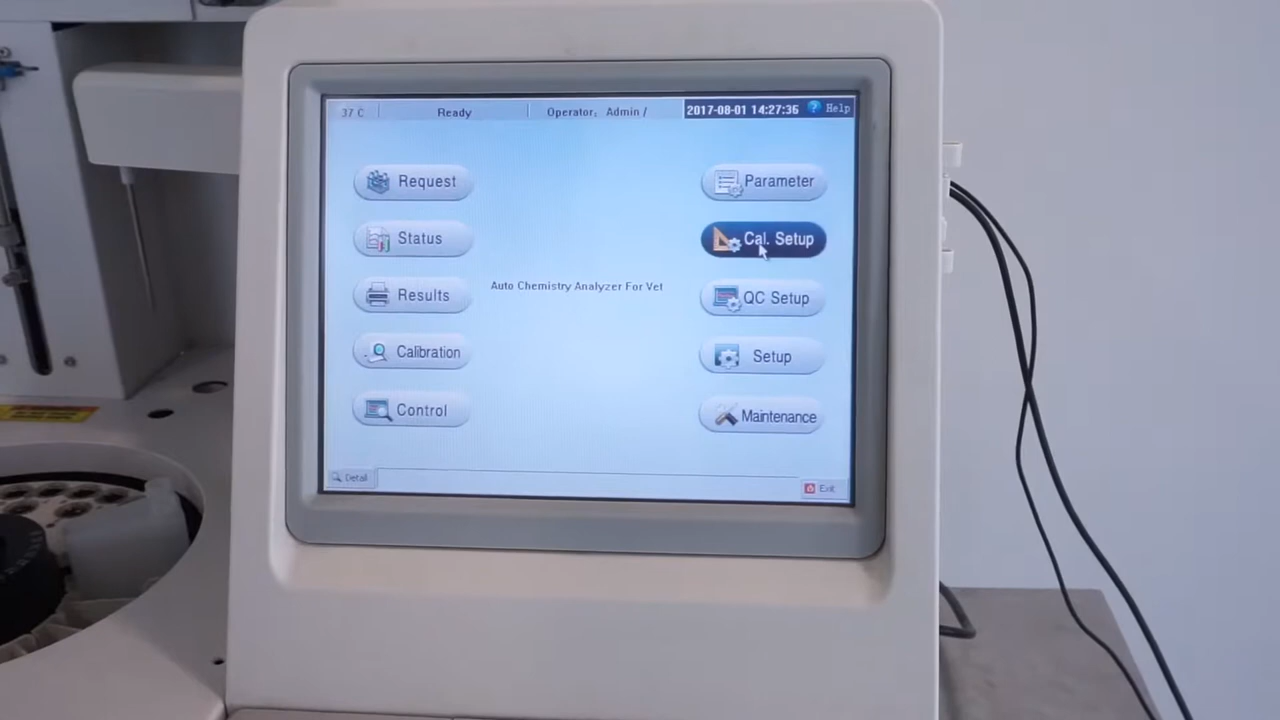 37 C Ready Operator: Admin / 2017-08-01 14:27:36 ? Help
Request
Status
Results
Calibration
Control
Auto Chemistry Analyzer For Vet
Parameter
Cal. Setup
QC Setup
Setup
Maintenance
Detail
Exit